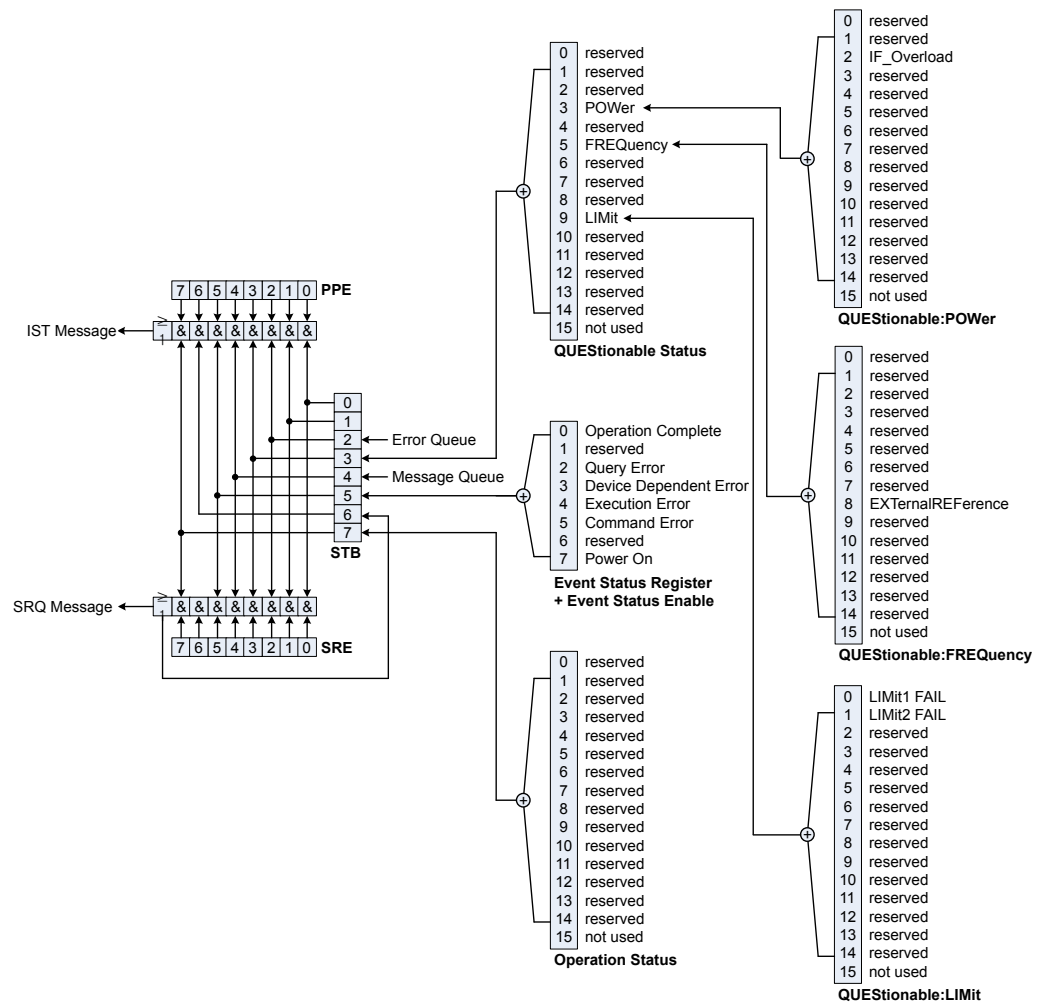 0 reserved
1 reserved
2 IF_Overload
3 reserved
4 reserved
5 reserved
6 reserved
7 reserved
8 reserved
9 reserved
10 reserved
11 reserved
12 reserved
13 reserved
14 reserved
15 not used
QUEStionable:POWer
0 reserved
1 reserved
2 reserved
3 POWer
4 reserved
5 FREQuency
6 reserved
7 reserved
8 reserved
9 LIMit
10 reserved
11 reserved
12 reserved
13 reserved
14 reserved
15 not used
QUEStionable Status
7 6 5 4 3 2 1 0 PPE
IST Message ≥1 & & & & & & & &
0
1
2 Error Queue
3
4 Message Queue
5
6
7
STB
SRQ Message ≥1 & & & & & & & &
7 6 5 4 3 2 1 0 SRE
0 Operation Complete
1 reserved
2 Query Error
3 Device Dependent Error
4 Execution Error
5 Command Error
6 reserved
7 Power On
Event Status Register
+ Event Status Enable
0 reserved
1 reserved
2 reserved
3 reserved
4 reserved
5 reserved
6 reserved
7 reserved
8 EXTernalREFerence
9 reserved
10 reserved
11 reserved
12 reserved
13 reserved
14 reserved
15 not used
QUEStionable:FREQuency
0 reserved
1 reserved
2 reserved
3 reserved
4 reserved
5 reserved
6 reserved
7 reserved
8 reserved
9 reserved
10 reserved
11 reserved
12 reserved
13 reserved
14 reserved
15 not used
Operation Status
0 LIMit1 FAIL
1 LIMit2 FAIL
2 reserved
3 reserved
4 reserved
5 reserved
6 reserved
7 reserved
8 reserved
9 reserved
10 reserved
11 reserved
12 reserved
13 reserved
14 reserved
15 not used
QUEStionable:LIMit